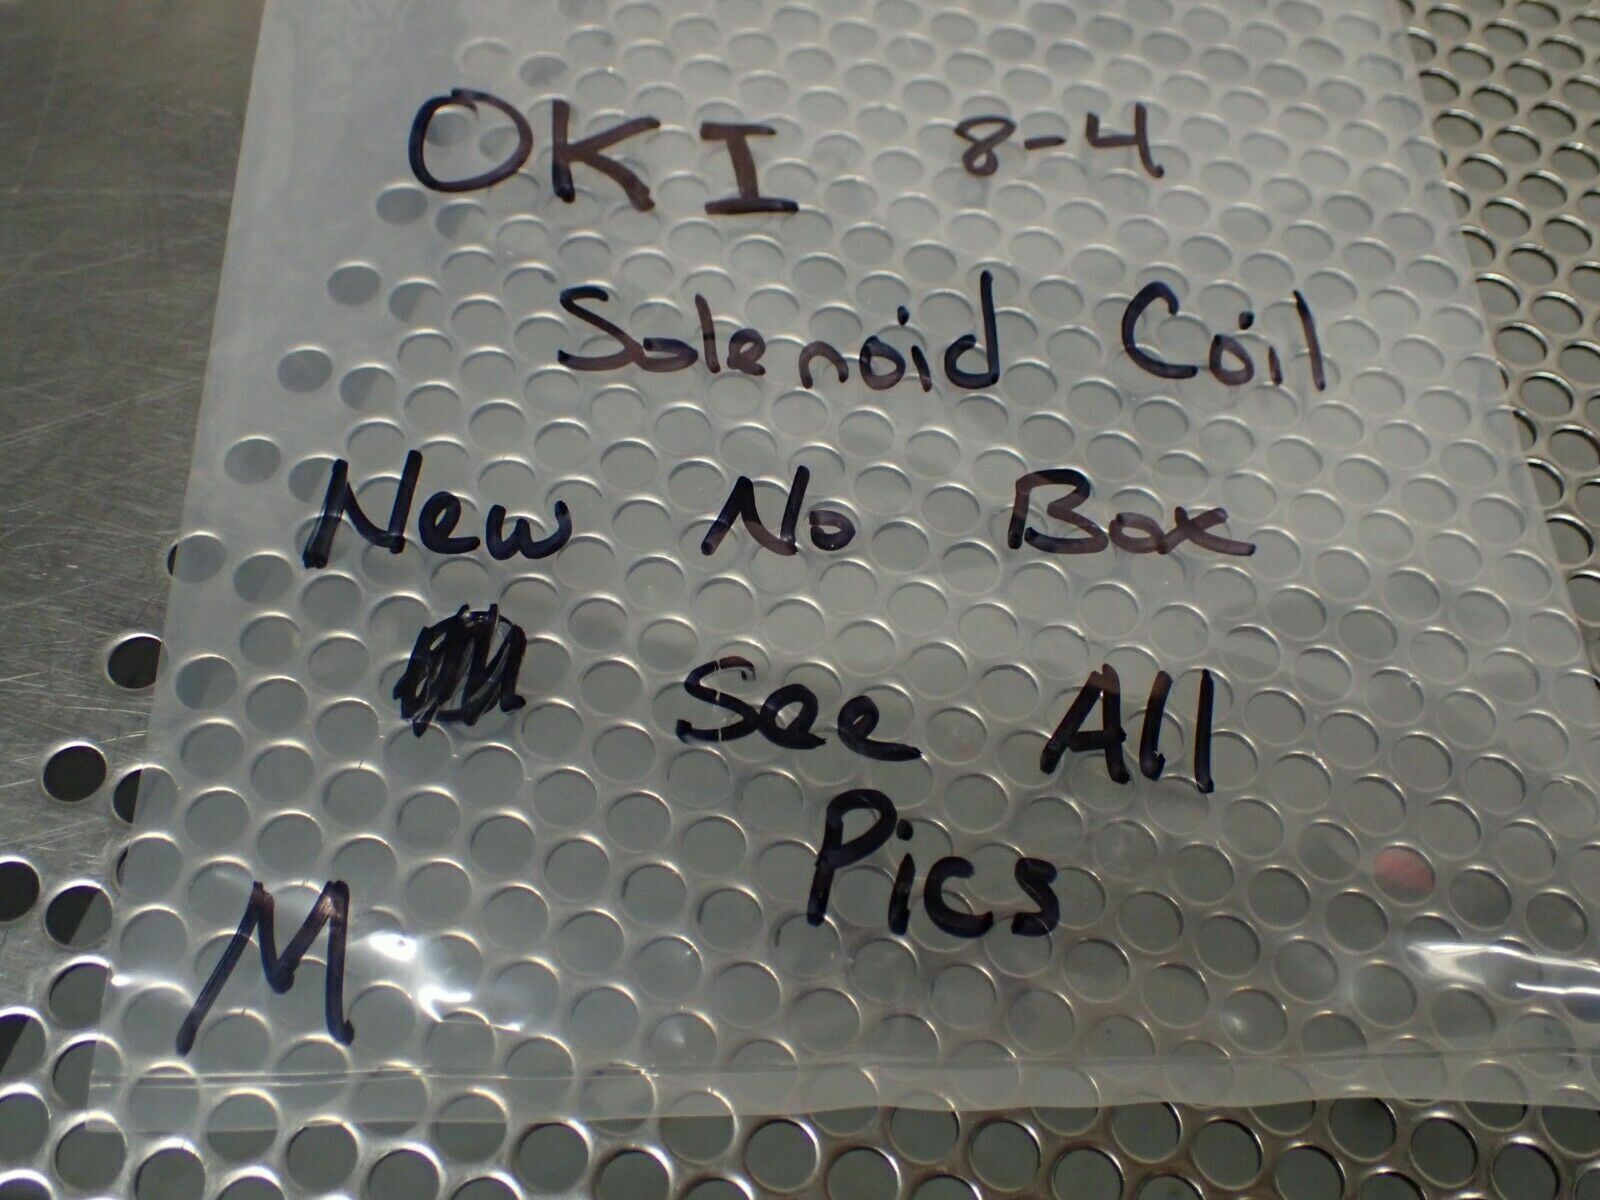 OKI 8-4
Solenoid Coil
New No Box
See All
Pics
M